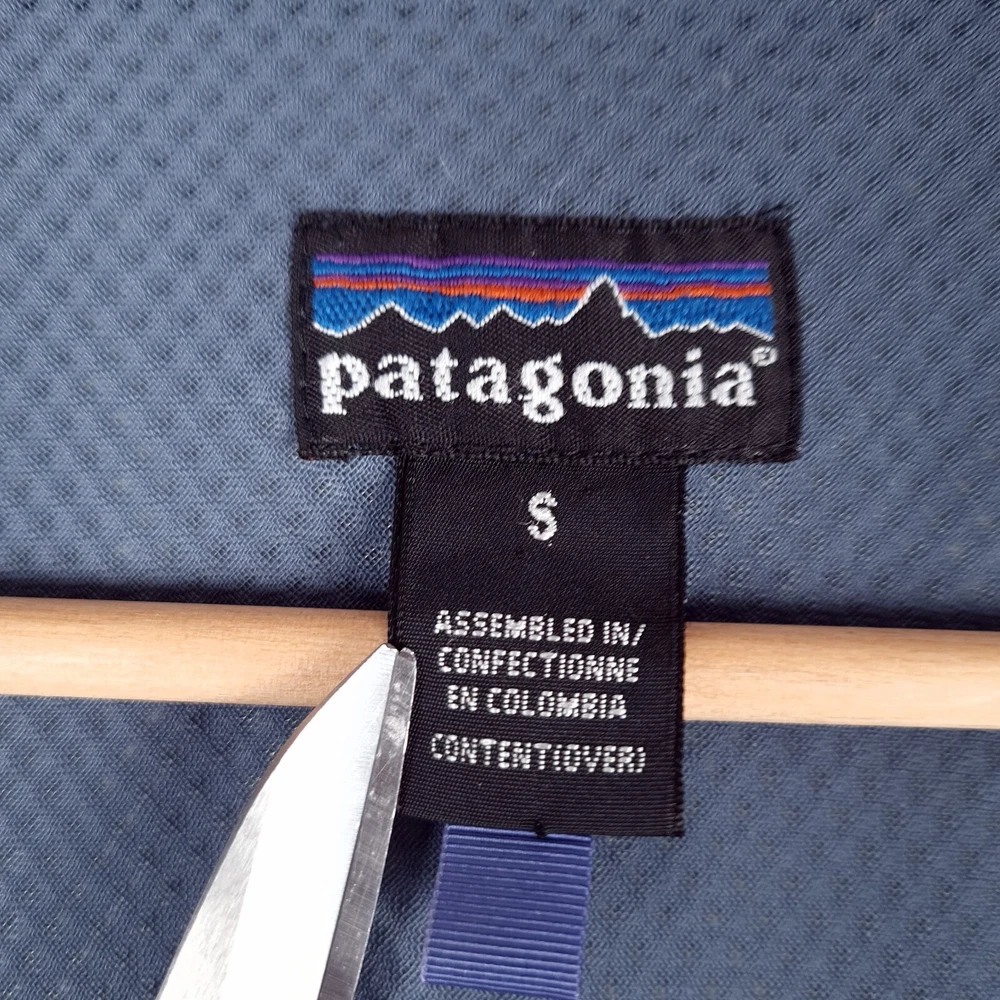 patagonia®
S
ASSEMBLED IN/
CONFECTIONNE
EN COLOMBIA
CONTENT(OVER)